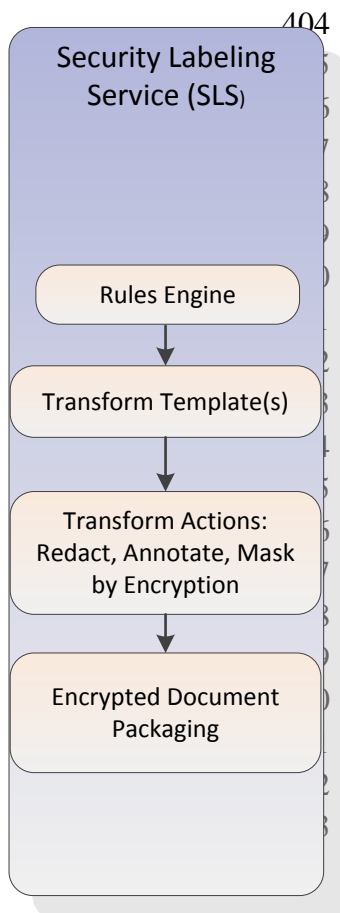 404
Security Labeling
Service (SLS)
Rules Engine
Transform Template(s)
Transform Actions:
Redact, Annotate, Mask
by Encryption
Encrypted Document
Packaging